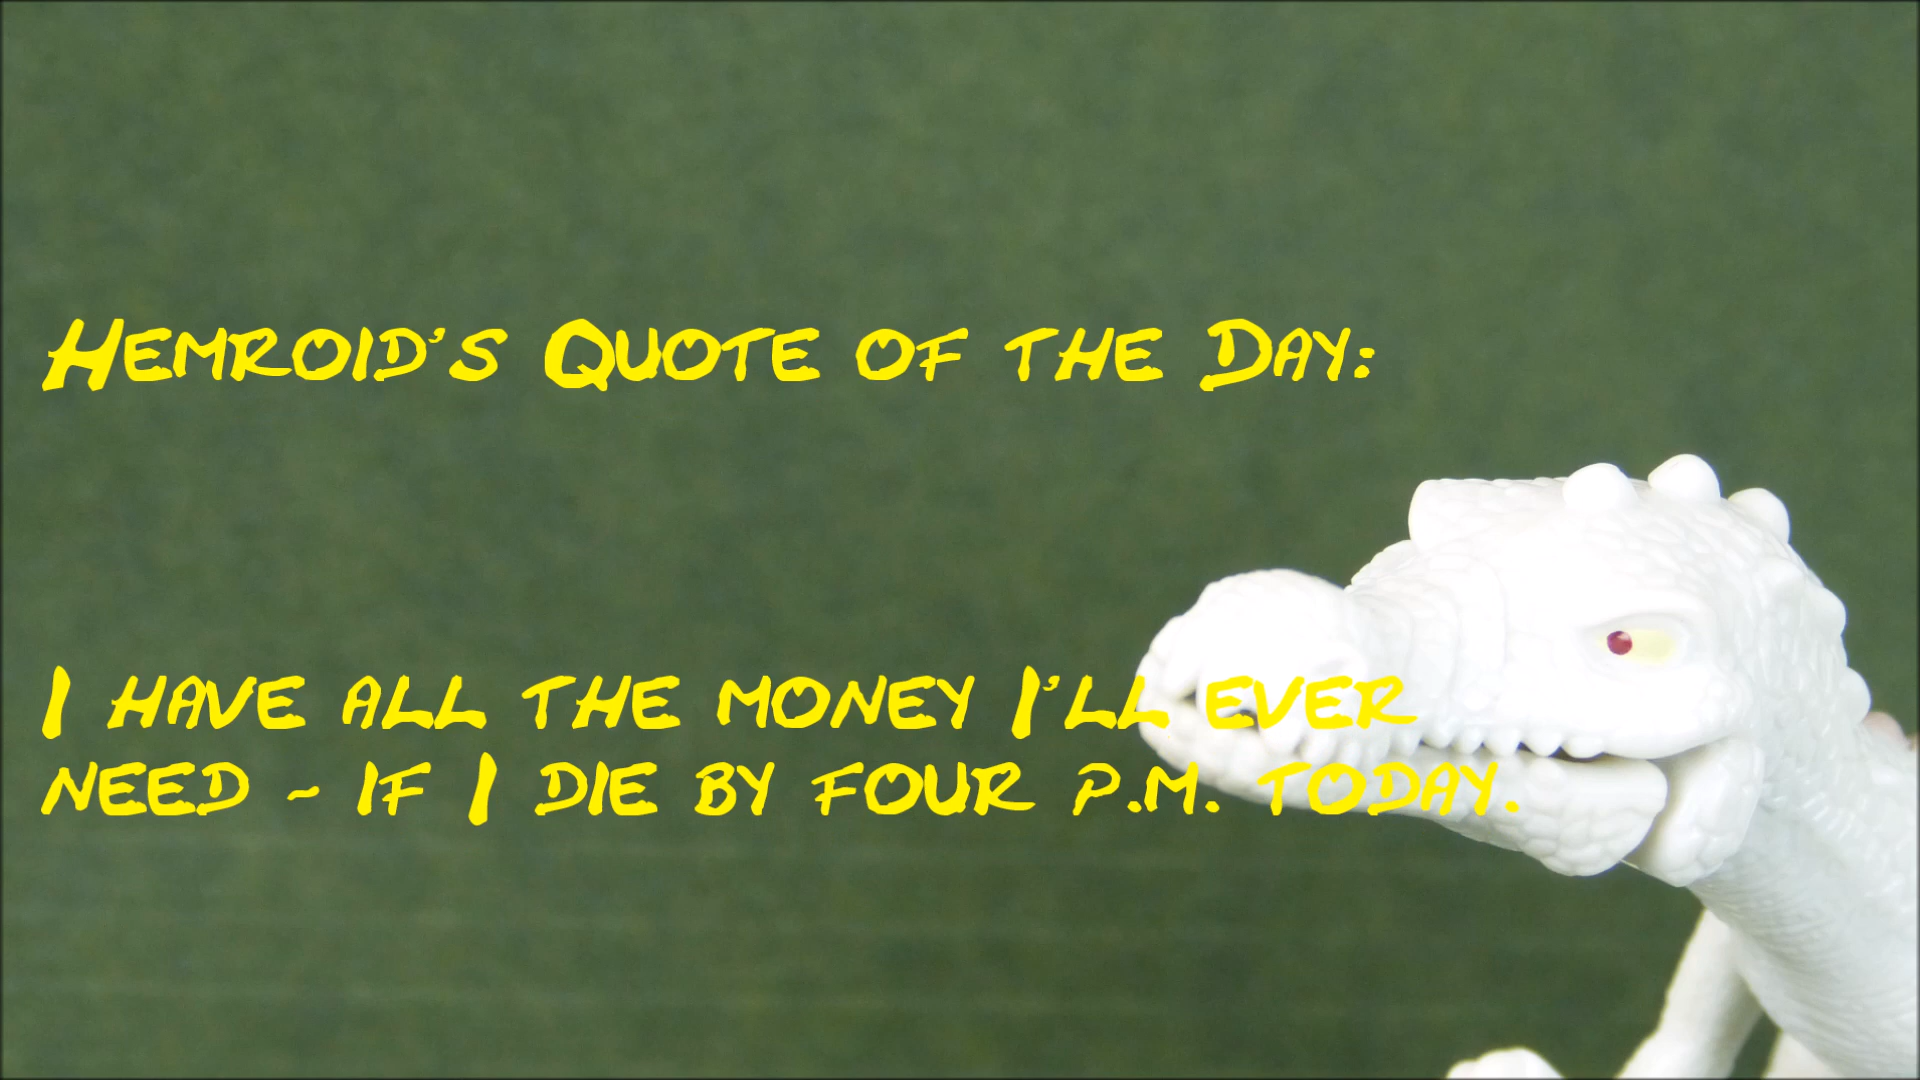 Hemroid's Quote of the Day:
I have all the money I'll ever
need - if I die by four p.m. today.